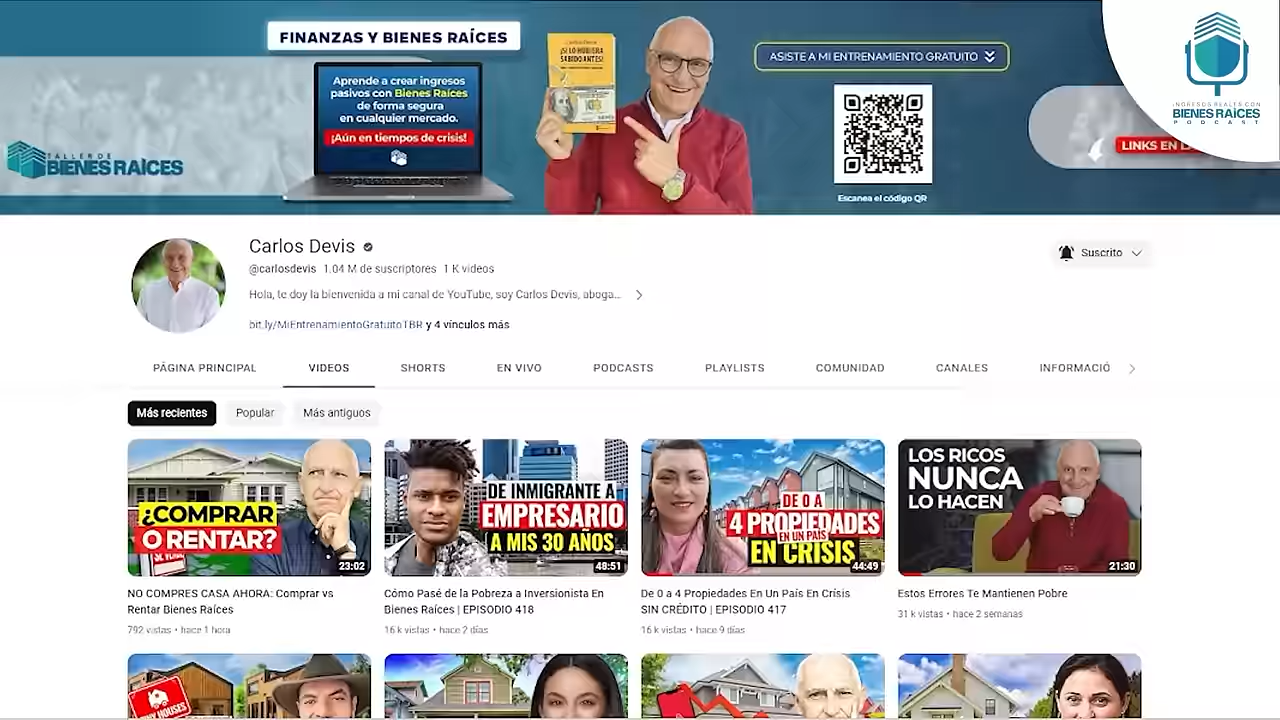 FINANZAS Y BIENES RAÍCES
Aprende a crear ingresos
pasivos con Bienes Raíces
de forma segura
en cualquier mercado.
¡Aún en tiempos de crisis!
TALLER DE
BIENES RAÍCES
¡SI LO HUBIERA
SABIDO ANTES!
ASISTE A MI ENTRENAMIENTO GRATUITO
Escanea el código QR
LINKS EN
INGRESOS REALES CON
BIENES RAÍCES
PODCAST
Carlos Devis
@carlosdevis 1.04 M de suscriptores 1 K videos
Hola, te doy la bienvenida a mi canal de YouTube, soy Carlos Devis, aboga...
bit.ly/MiEntrenamientoGratuitoTBR y 4 vínculos más
Suscrito
PÁGINA PRINCIPAL VIDEOS SHORTS EN VIVO PODCASTS PLAYLISTS COMUNIDAD CANALES INFORMACIÓ
Más recientes Popular Más antiguos
¿COMPRAR
O RENTAR?
SE VENDE
23:02
DE INMIGRANTE A
EMPRESARIO
A MIS 30 AÑOS
48:51
DE 0 A
4 PROPIEDADES
EN UN PAÍS
EN CRISIS
44:49
LOS RICOS
NUNCA
LO HACEN
21:30
NO COMPRES CASA AHORA: Comprar vs
Rentar Bienes Raíces
792 vistas • hace 1 hora
Cómo Pasé de la Pobreza a Inversionista En
Bienes Raíces | EPISODIO 418
16 k vistas • hace 2 días
De 0 a 4 Propiedades En Un País En Crisis
SIN CRÉDITO | EPISODIO 417
16 k vistas • hace 9 días
Estos Errores Te Mantienen Pobre
31 k vistas • hace 2 semanas
HOUSES